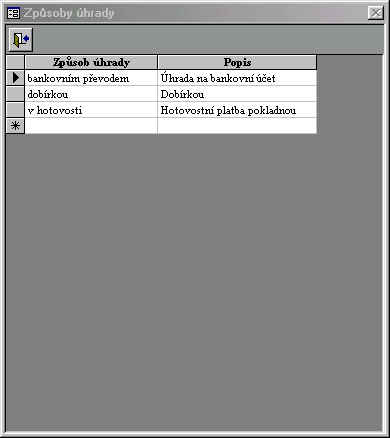 Způsoby úhrady
Způsob úhrady Popis
bankovním převodem Úhrada na bankovní účet
dobírkou Dobírkou
v hotovosti Hotovostní platba pokladnou